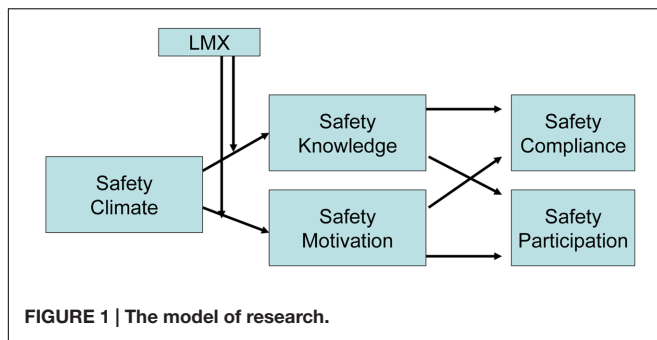 LMX
Safety
Knowledge
Safety
Compliance
Safety
Climate
Safety
Motivation
Safety
Participation
FIGURE 1 | The model of research.